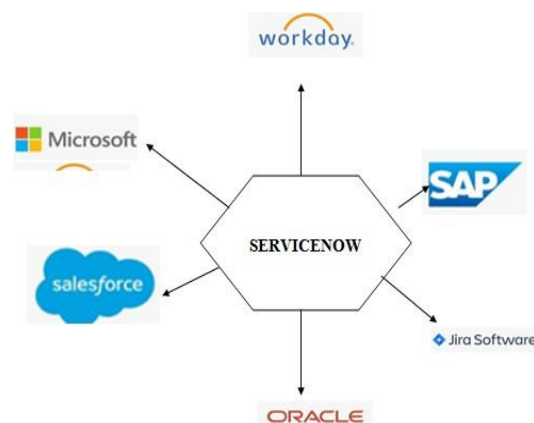 workday.
Microsoft
SAP
SERVICENOW
salesforce
Jira Software
ORACLE